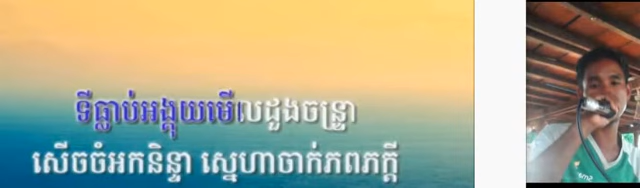 ទីធ្លាប់អង្គុយមើលដួងចន្ទ្រា
សើចចំអកនិន្ទា ស្នេហាចាក់ភពភក្ដី